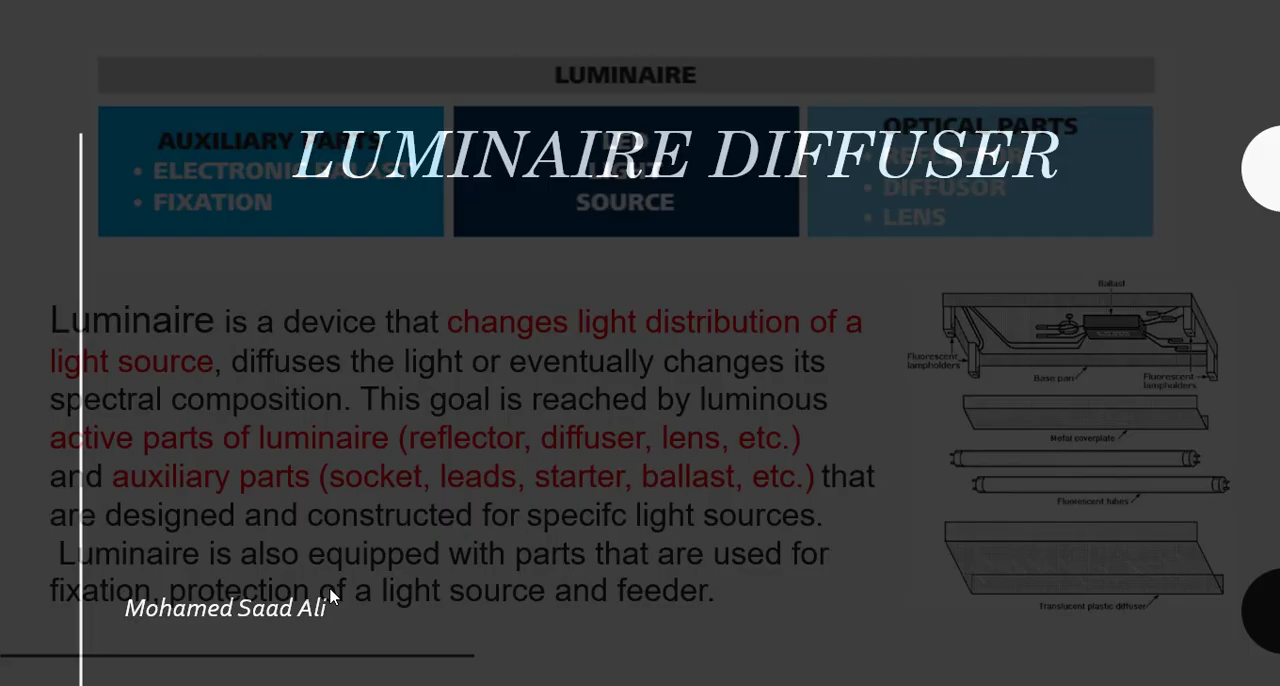 LUMINAIRE
AUXILIARY PARTS
• ELECTRONIC BALAST
• FIXATION
LED
LIGHT
SOURCE
OPTICAL PARTS
• REFLECTOR
• DIFFUSOR
• LENS
LUMINAIRE DIFFUSER
Luminaire is a device that changes light distribution of a
light source, diffuses the light or eventually changes its
spectral composition. This goal is reached by luminous
active parts of luminaire (reflector, diffuser, lens, etc.)
and auxiliary parts (socket, leads, starter, ballast, etc.) that
are designed and constructed for specifc light sources.
Luminaire is also equipped with parts that are used for
fixation, protection of a light source and feeder.
Mohamed Saad Ali
Ballast
Fluorescent
lampholders
Base pan
Fluorescent
lampholders
Metal coverplate
Fluorescent tubes
Translucent plastic diffuser